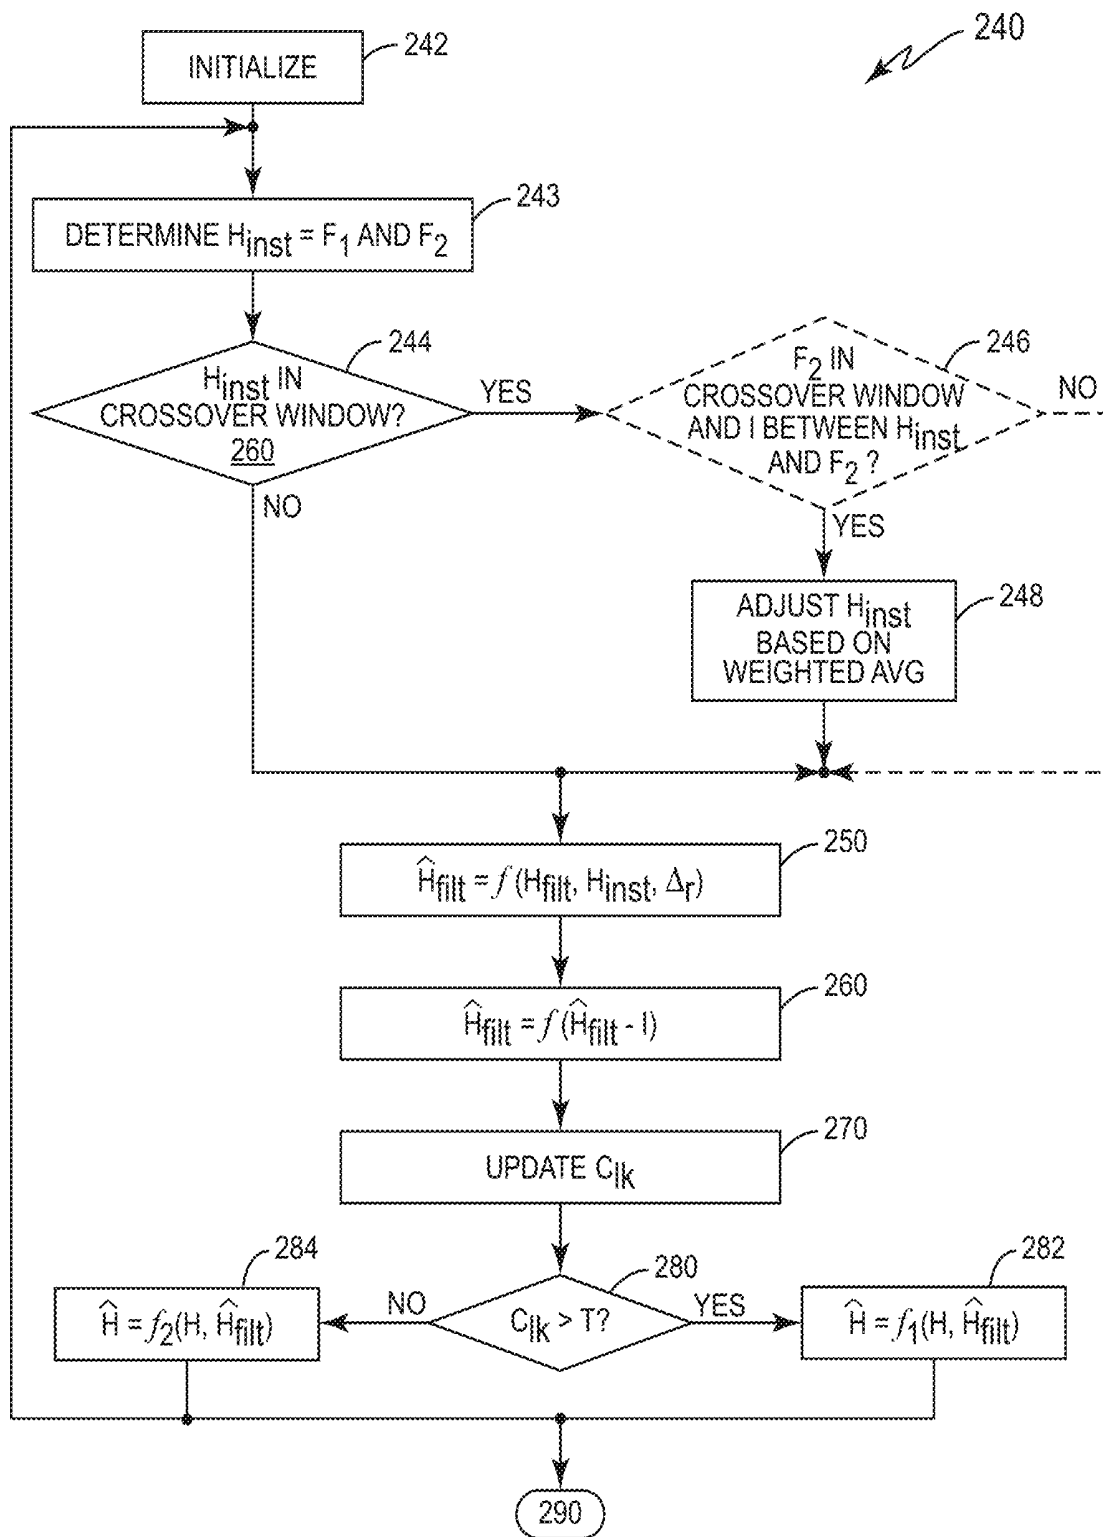 240
INITIALIZE
242
DETERMINE H_inst = F_1 AND F_2
243
H_inst IN
CROSSOVER WINDOW?
260
244
YES
NO
F_2 IN
CROSSOVER WINDOW
AND I BETWEEN H_inst
AND F_2 ?
246
NO
YES
ADJUST H_inst
BASED ON
WEIGHTED AVG
248
Ĥ_filt = f (H_filt, H_inst, Δ_r)
250
Ĥ_filt = f (Ĥ_filt - I)
260
UPDATE C_lk
270
C_lk > T?
280
NO
YES
Ĥ = f_2(H, Ĥ_filt)
284
Ĥ = f_1(H, Ĥ_filt)
282
290